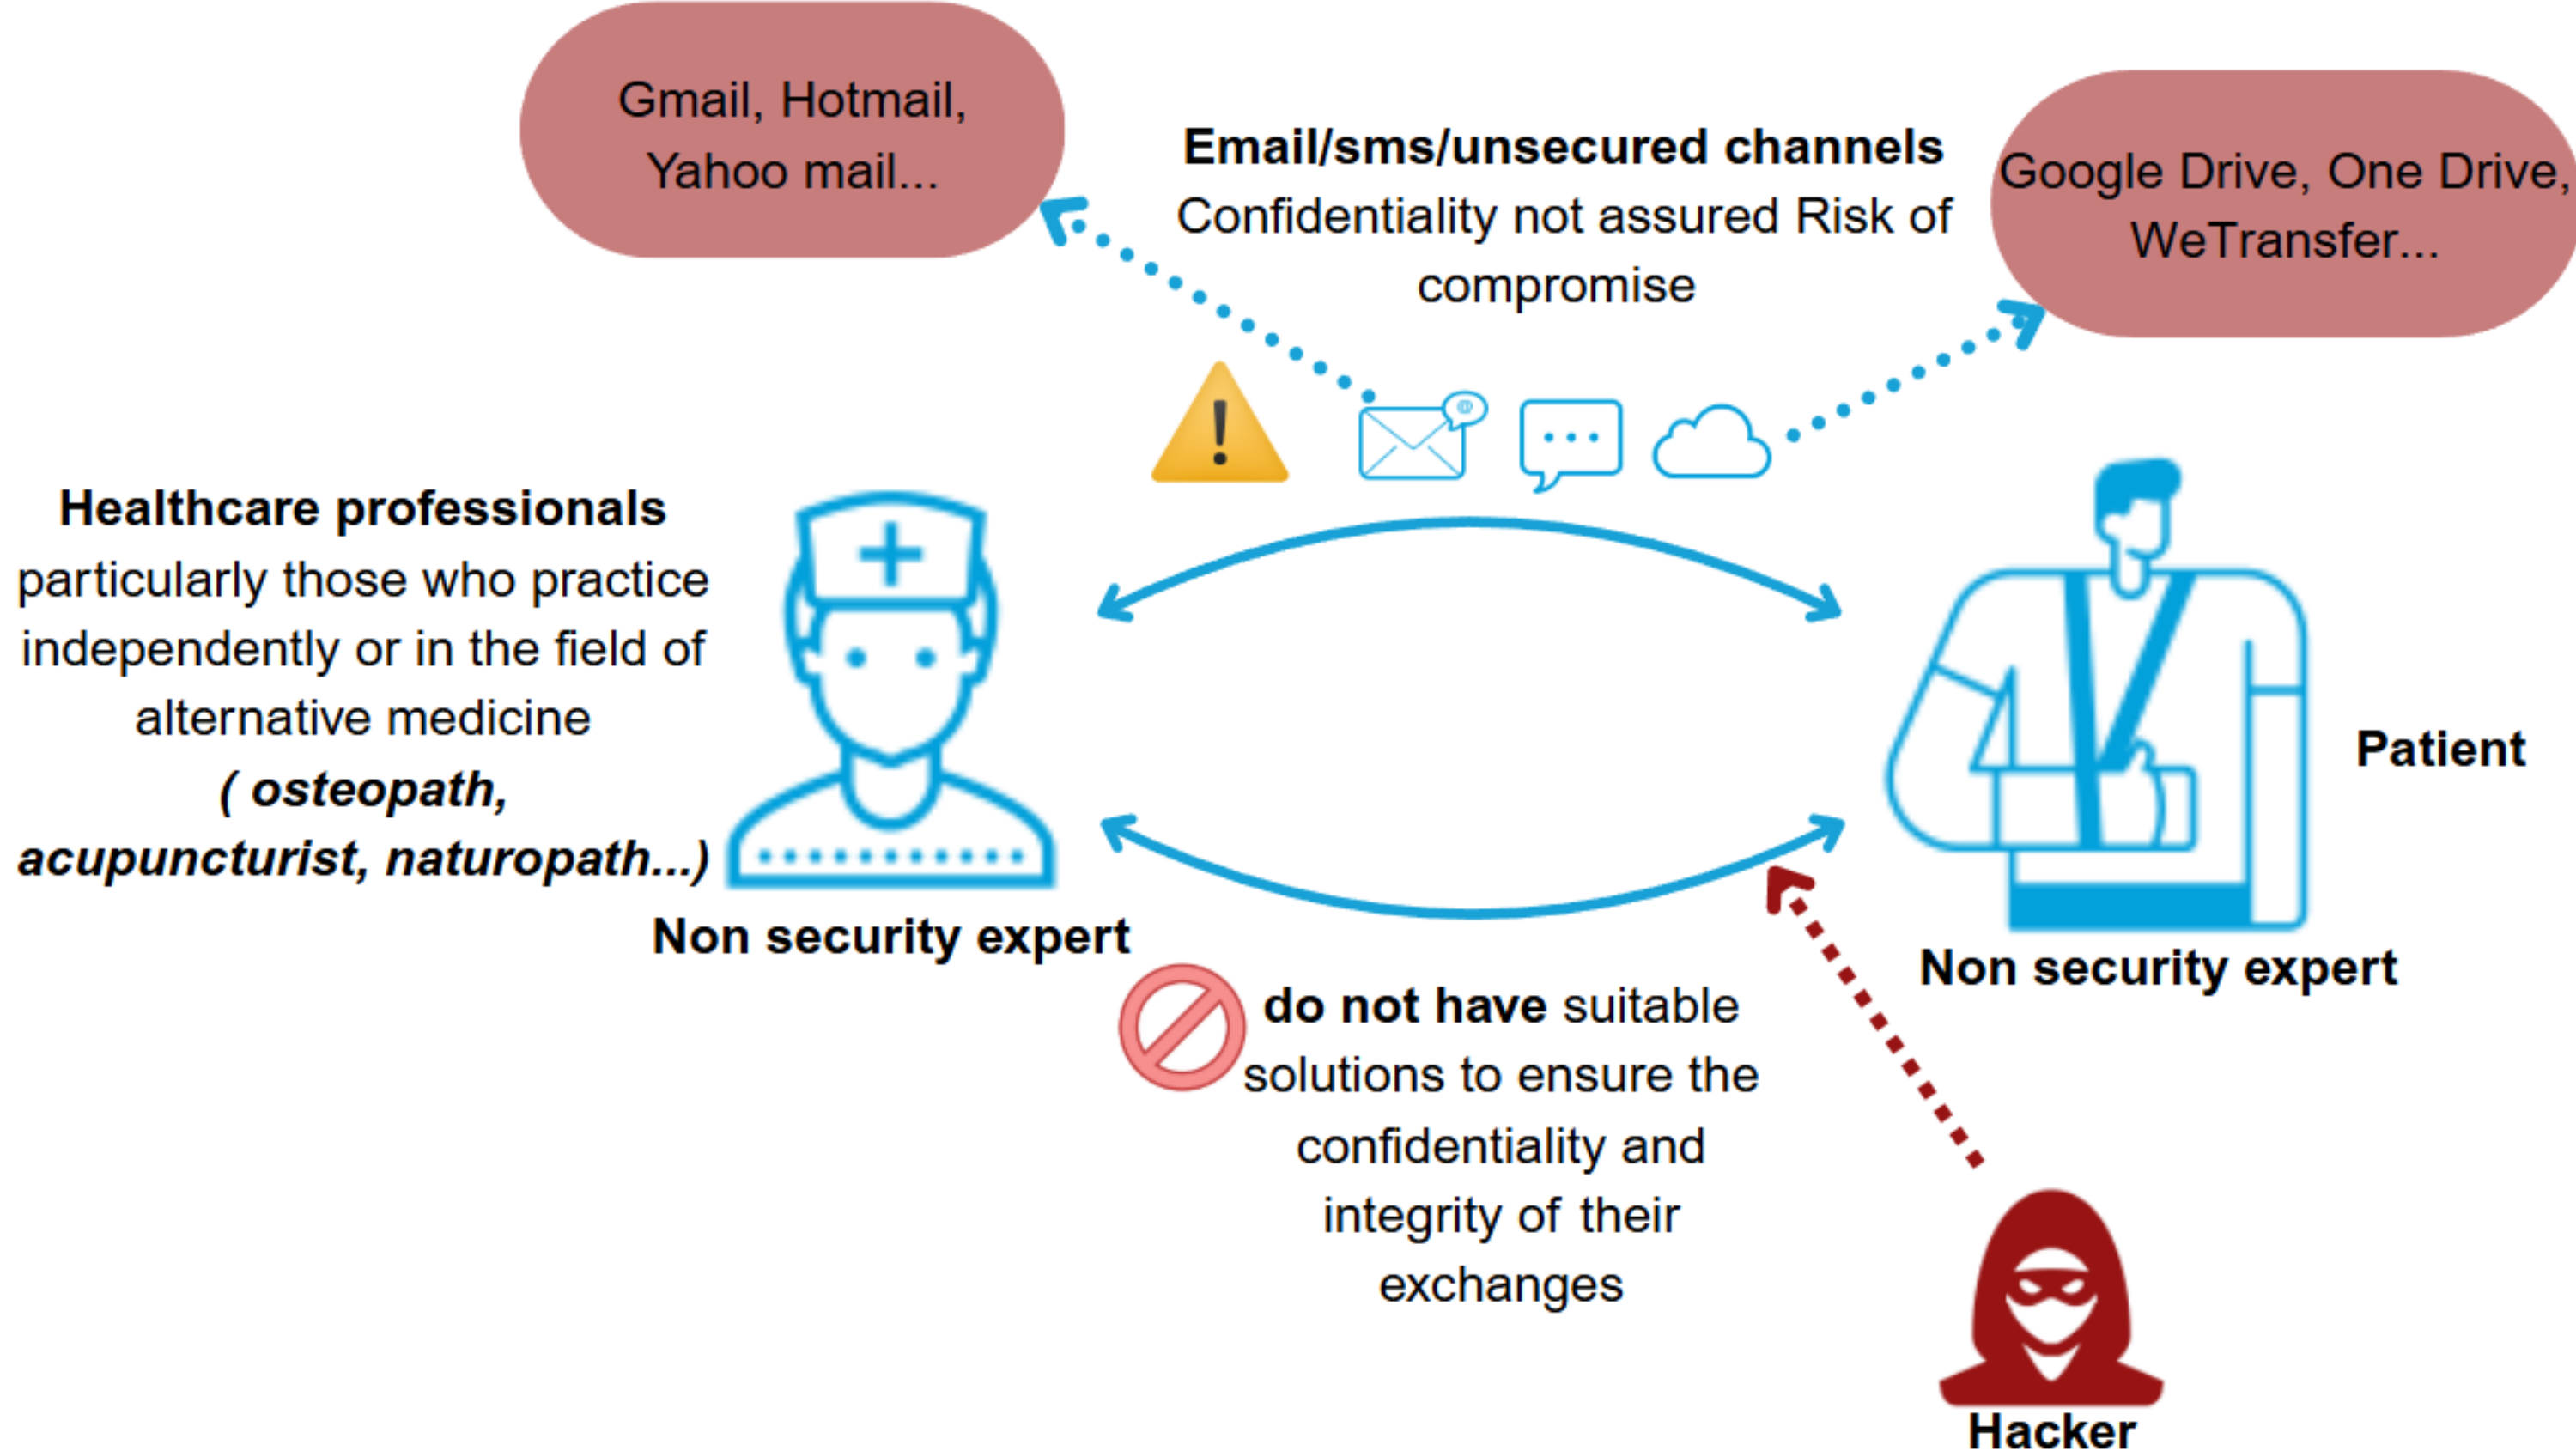 Gmail, Hotmail,
Yahoo mail...
Email/sms/unsecured channels
Confidentiality not assured Risk of
compromise
Google Drive, One Drive,
WeTransfer...
@
Healthcare professionals
particularly those who practice
independently or in the field of
alternative medicine
( osteopath,
acupuncturist, naturopath...)
Non security expert
Patient
Non security expert
do not have suitable
solutions to ensure the
confidentiality and
integrity of their
exchanges
Hacker